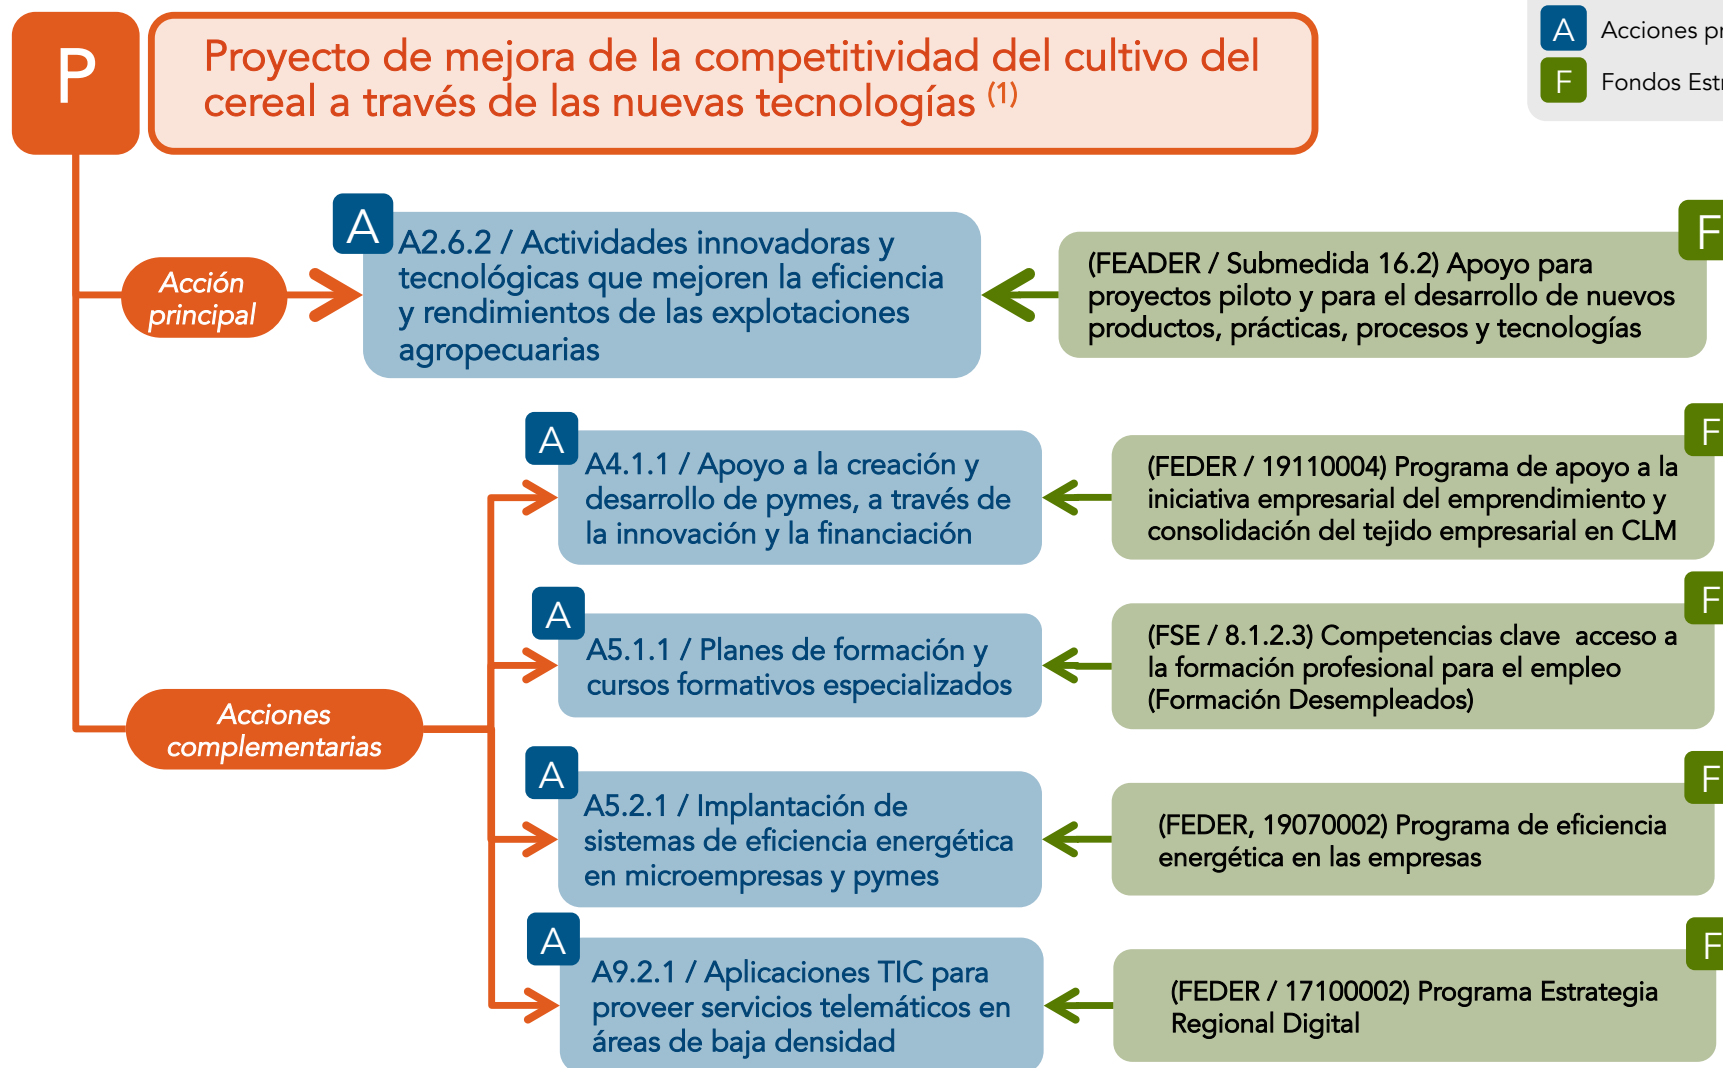 P
Proyecto de mejora de la competitividad del cultivo del
cereal a través de las nuevas tecnologías (1)
A Acciones
F Fondos
Acción
principal
A
A2.6.2 / Actividades innovadoras y
tecnológicas que mejoren la eficiencia
y rendimientos de las explotaciones
agropecuarias
F
(FEADER / Submedida 16.2) Apoyo para
proyectos piloto y para el desarrollo de nuevos
productos, prácticas, procesos y tecnologías
Acciones
complementarias
A
A4.1.1 / Apoyo a la creación y
desarrollo de pymes, a través de
la innovación y la financiación
F
(FEDER / 19110004) Programa de apoyo a la
iniciativa empresarial del emprendimiento y
consolidación del tejido empresarial en CLM
A
A5.1.1 / Planes de formación y
cursos formativos especializados
F
(FSE / 8.1.2.3) Competencias clave acceso a
la formación profesional para el empleo
(Formación Desempleados)
A
A5.2.1 / Implantación de
sistemas de eficiencia energética
en microempresas y pymes
F
(FEDER, 19070002) Programa de eficiencia
energética en las empresas
A
A9.2.1 / Aplicaciones TIC para
proveer servicios telemáticos en
áreas de baja densidad
F
(FEDER / 17100002) Programa Estrategia
Regional Digital